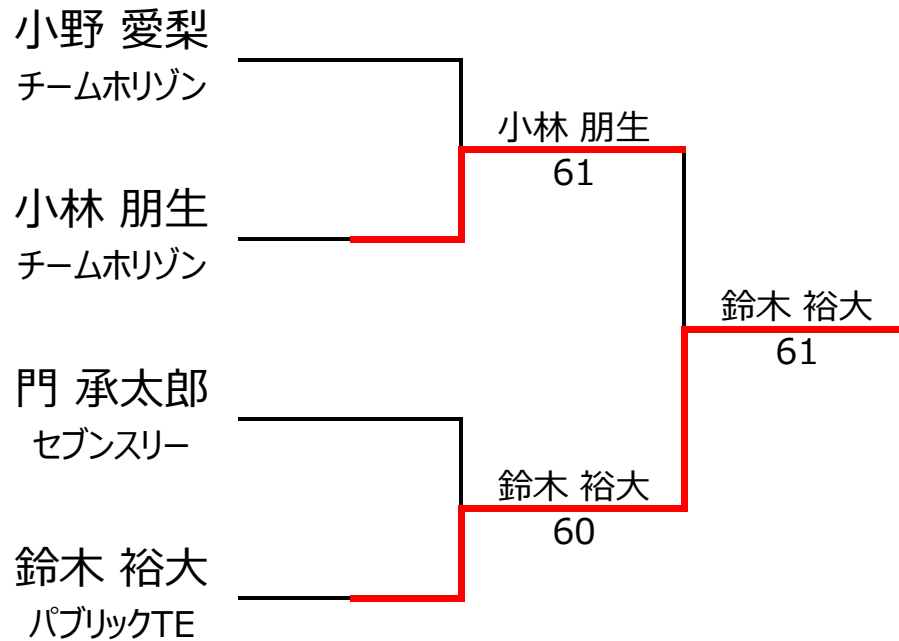 小野 愛梨
チームホリゾン
小林 朋生
61
小林 朋生
チームホリゾン
鈴木 裕大
61
門 承太郎
セブンスリー
鈴木 裕大
60
鈴木 裕大
パブリックTE